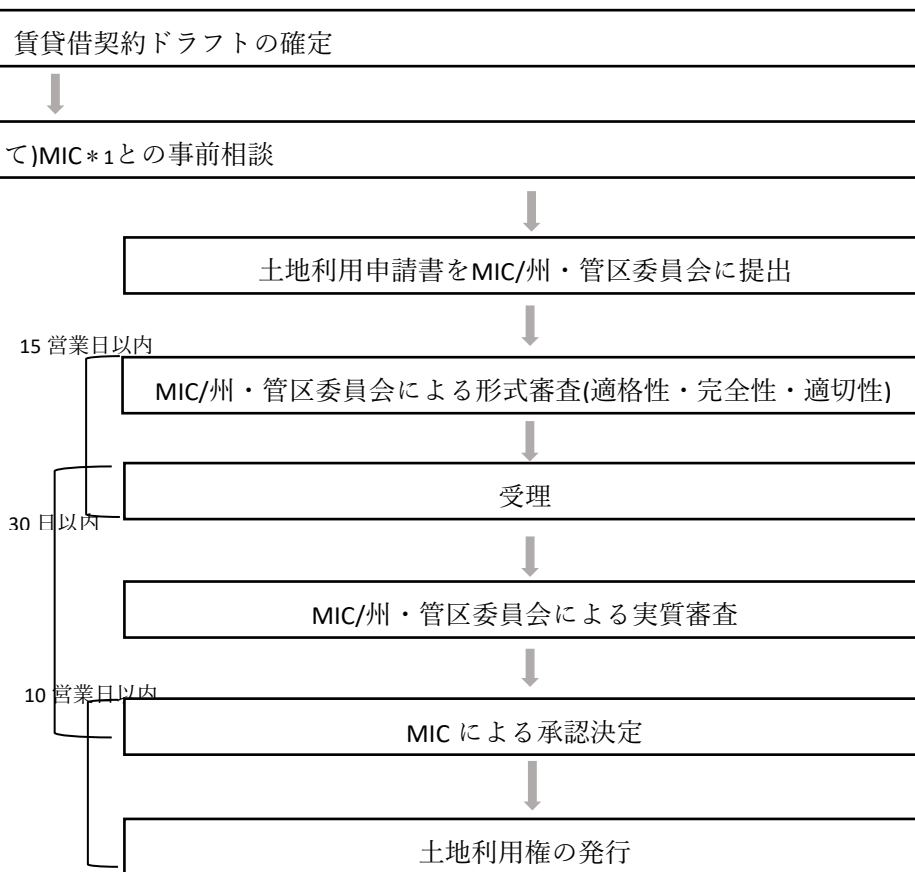 賃貸借契約ドラフトの確定
て)MIC＊1との事前相談
土地利用申請書をMIC/州・管区委員会に提出
15 営業日以内
MIC/州・管区委員会による形式審査(適格性・完全性・適切性)
受理
30 日以内
MIC/州・管区委員会による実質審査
10 営業日以内
MIC による承認決定
土地利用権の発行